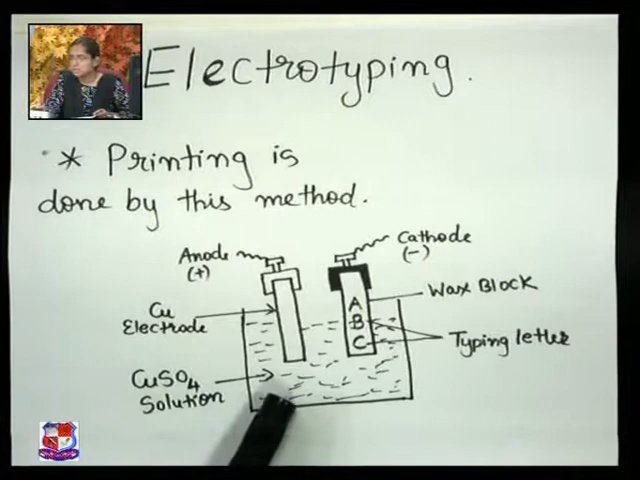 Electrotyping.
* Printing is
done by this method.
Anode
(+)
Cathode
(-)
Cu
Electrode
Wax Block
A
B
C
Typing letter
CuSO4
Solution